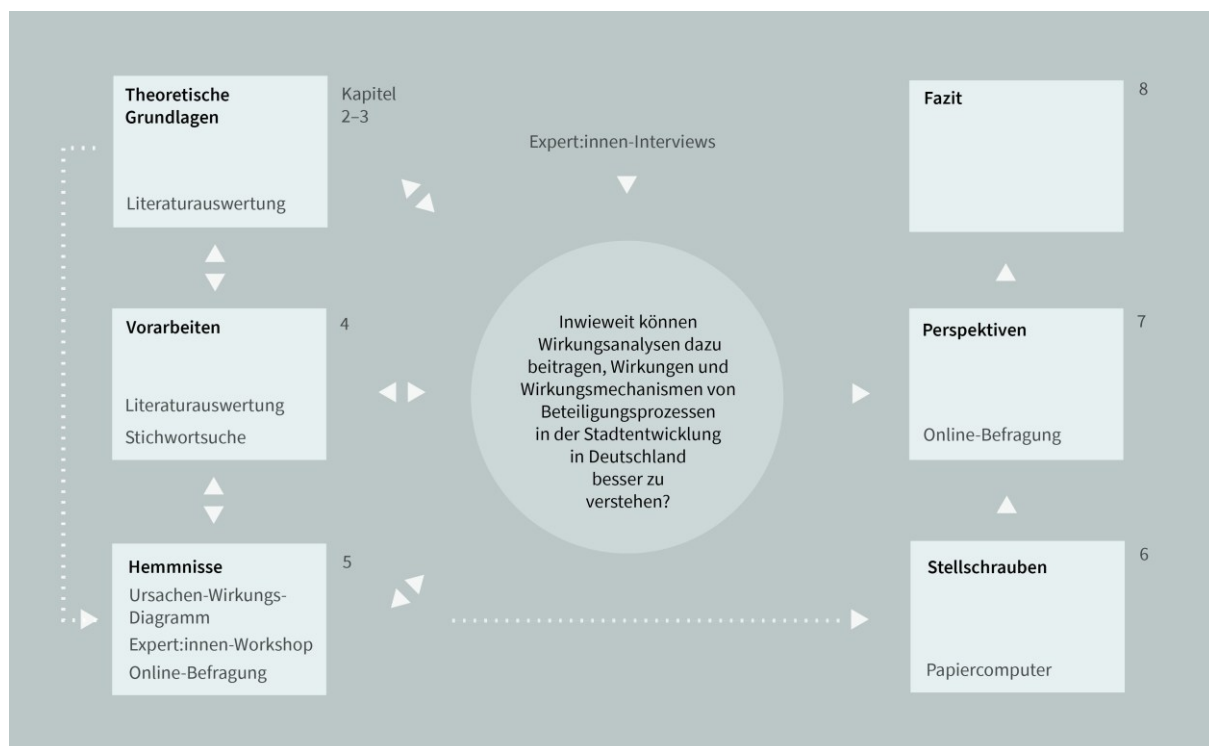 Theoretische
Grundlagen
Literaturauswertung
Kapitel
2–3
Vorarbeiten
Literaturauswertung
Stichwortsuche
4
Hemmnisse
Ursachen-Wirkungs-
Diagramm
Expert:innen-Workshop
Online-Befragung
5
Expert:innen-Interviews
Inwieweit können
Wirkungsanalysen dazu
beitragen, Wirkungen und
Wirkungsmechanismen von
Beteiligungsprozessen
in der Stadtentwicklung
in Deutschland
besser zu
verstehen?
Fazit
8
Perspektiven
Online-Befragung
7
Stellschrauben
Papiercomputer
6